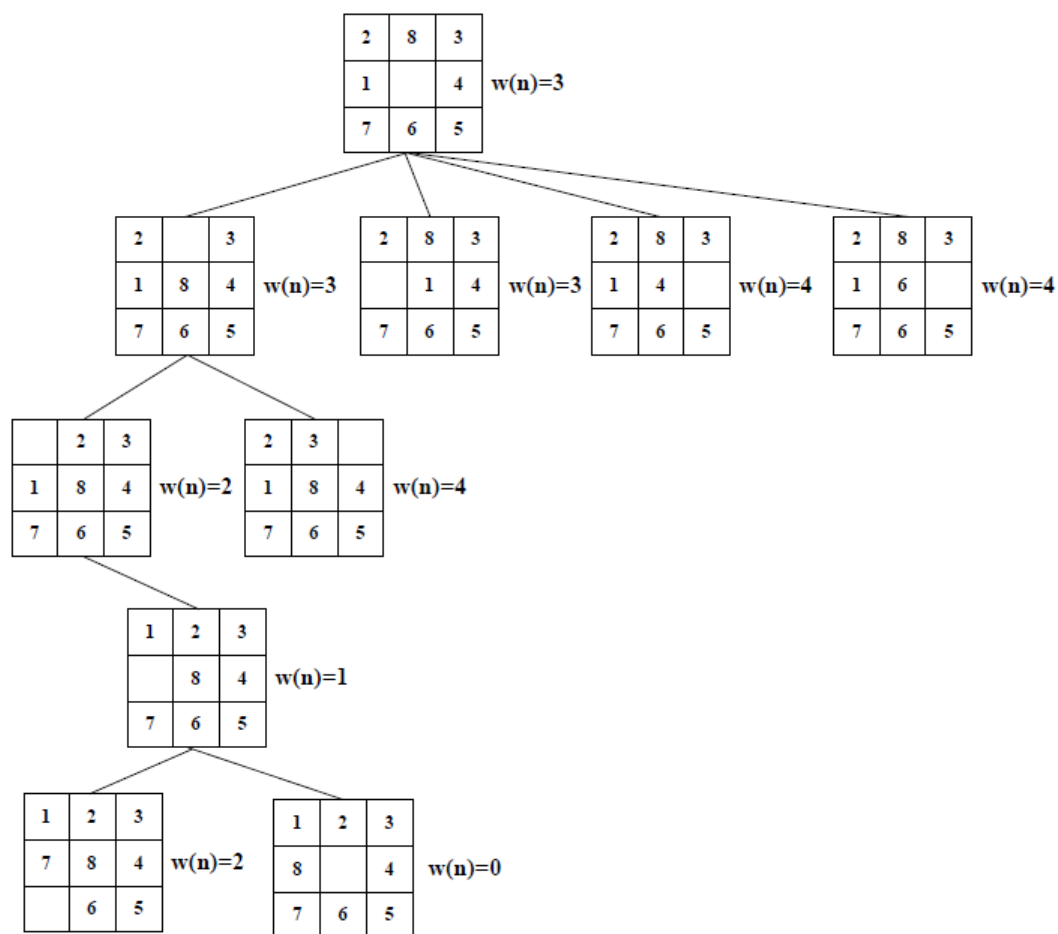 2 8 3
1 4 w(n)=3
7 6 5
2 3
1 8 4 w(n)=3
7 6 5
2 8 3
1 4 w(n)=3
7 6 5
2 8 3
1 4 w(n)=4
7 6 5
2 8 3
1 6 w(n)=4
7 6 5
2 3
1 8 4 w(n)=2
7 6 5
2 3
1 8 4 w(n)=4
7 6 5
1 2 3
8 4 w(n)=1
7 6 5
1 2 3
7 8 4 w(n)=2
6 5
1 2 3
8 4 w(n)=0
7 6 5